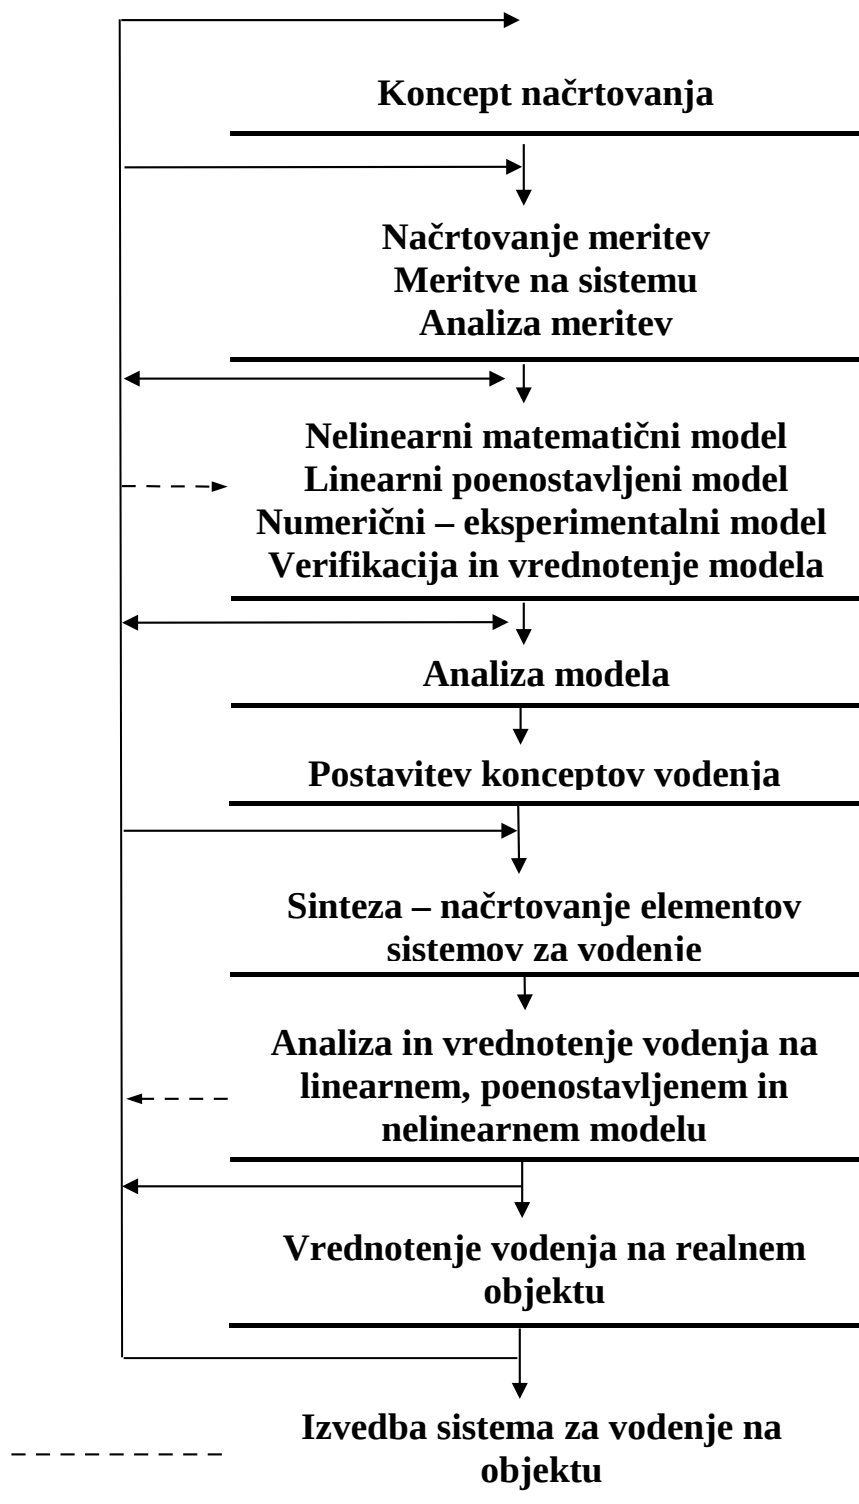 Koncept načrtovanja
Načrtovanje meritev
Meritve na sistemu
Analiza meritev
Nelinearni matematični model
Linearni poenostavljeni model
Numerični – eksperimentalni model
Verifikacija in vrednotenje modela
Analiza modela
Postavitev konceptov vodenja
Sinteza – načrtovanje elementov
sistemov za vodenje
Analiza in vrednotenje vodenja na
linearnem, poenostavljenem in
nelinearnem modelu
Vrednotenje vodenja na realnem
objektu
Izvedba sistema za vodenje na
objektu